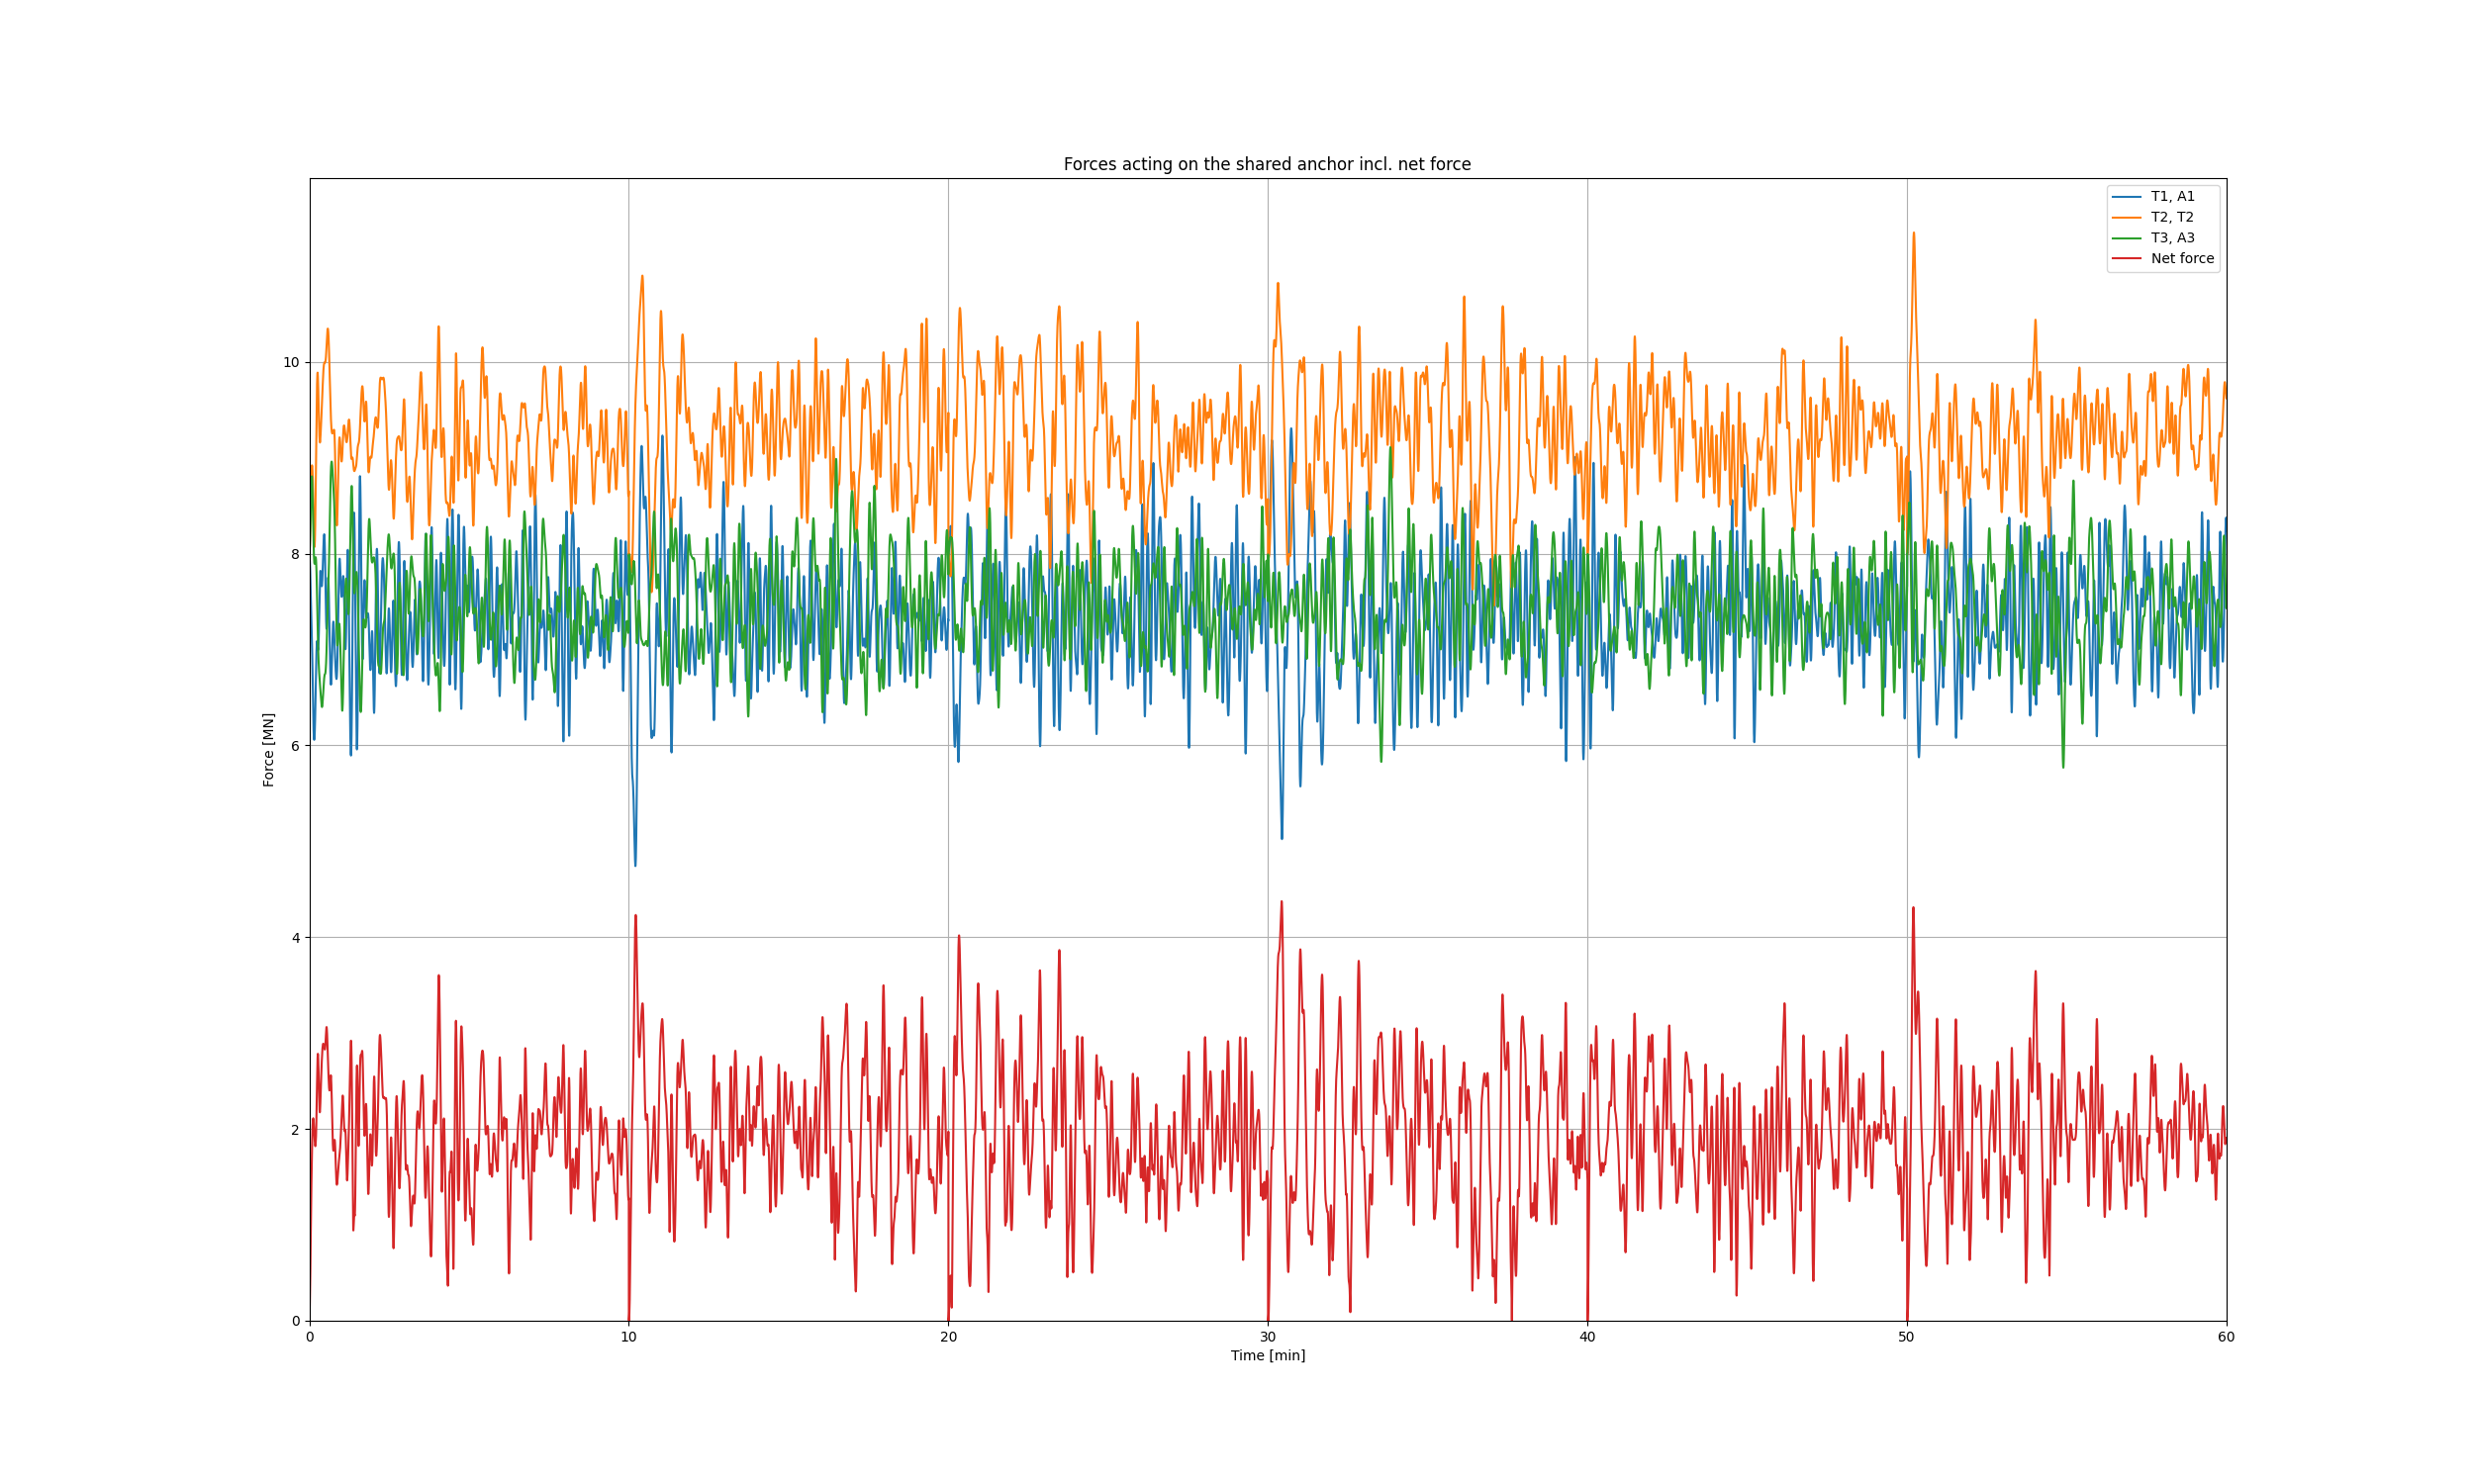 Forces acting on the shared anchor incl. net force
T1, A1
T2, T2
T3, A3
Net force
10
8
6
4
2
0
Force [MN]
0 10 20 30 40 50 60
Time [min]